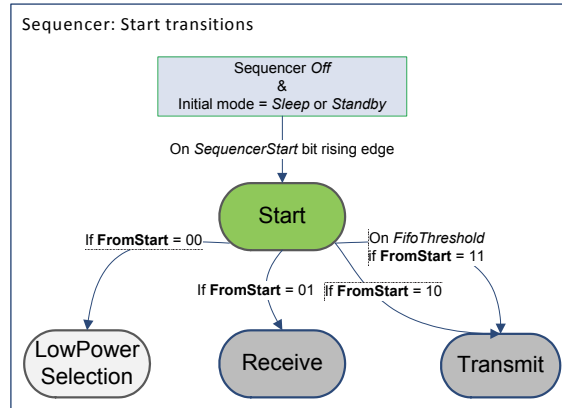 Sequencer: Start transitions
Sequencer Off
&
Initial mode = Sleep or Standby
On SequencerStart bit rising edge
Start
If FromStart = 00
On FifoThreshold
if FromStart = 11
If FromStart = 01
If FromStart = 10
LowPower
Selection
Receive
Transmit